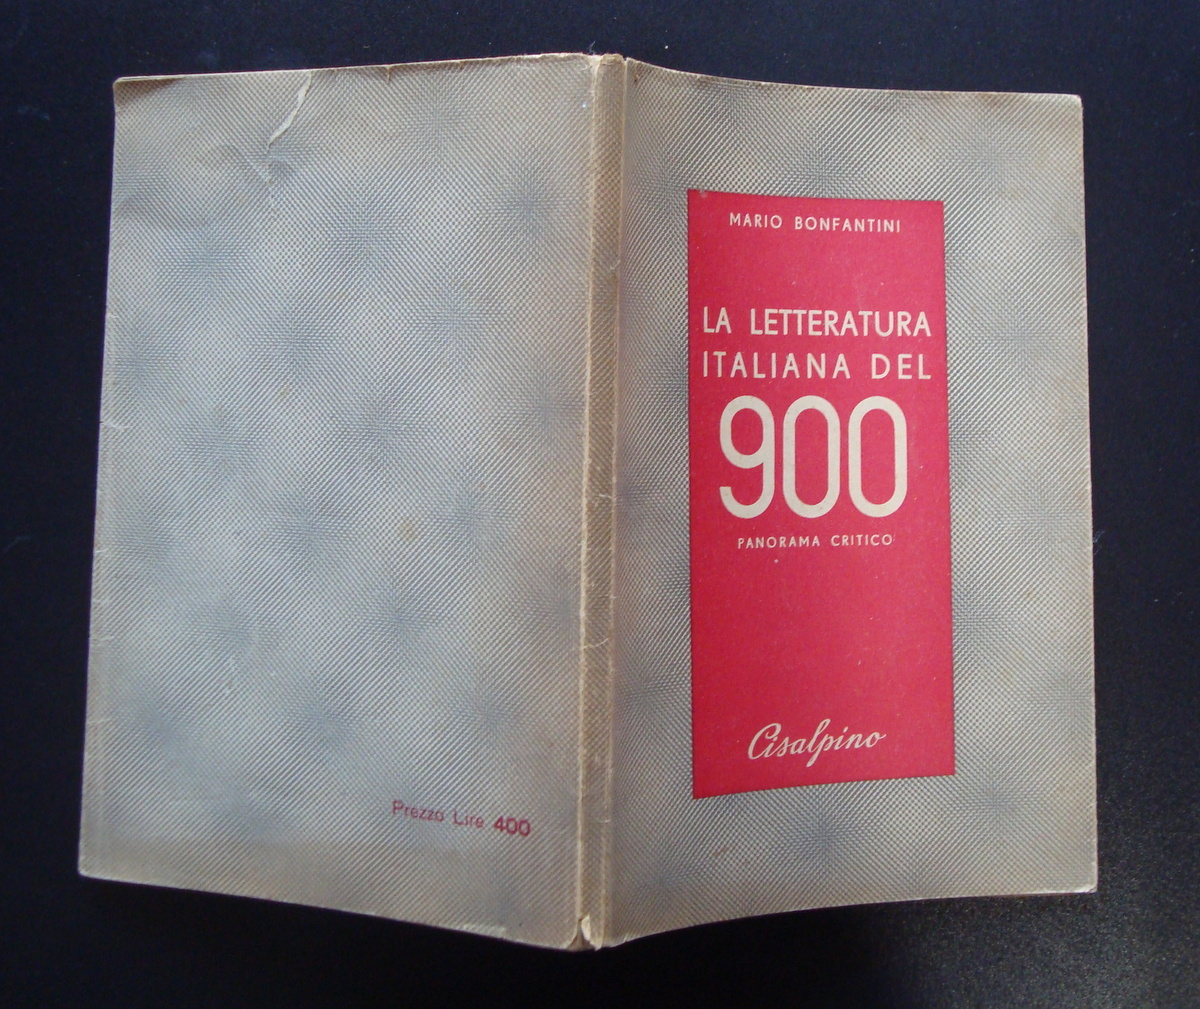 MARIO BONFANTINI
LA LETTERATURA
ITALIANA DEL
900
PANORAMA CRITICO
Cisalpino
Prezzo Lire 400